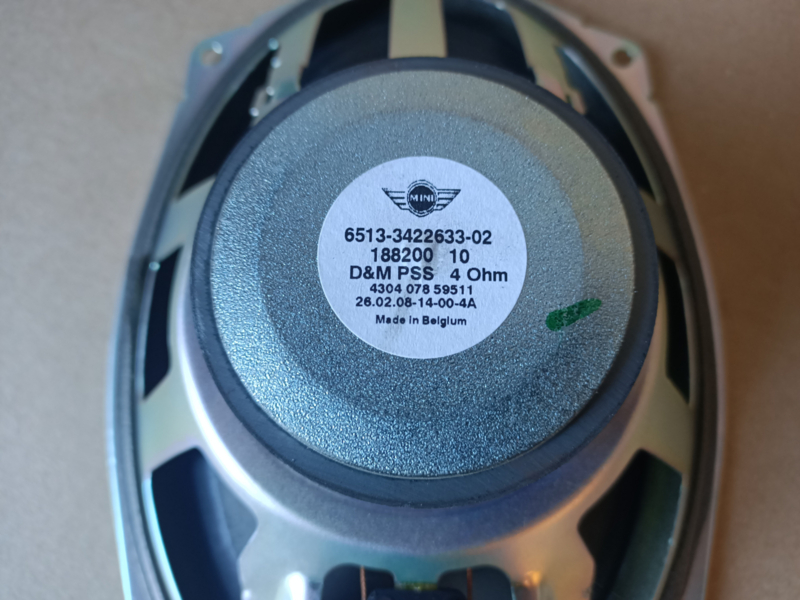 MINI
6513-3422633-02
188200 10
D&M PSS 4 Ohm
4304 078 59511
26.02.08-14-00-4A
Made in Belgium